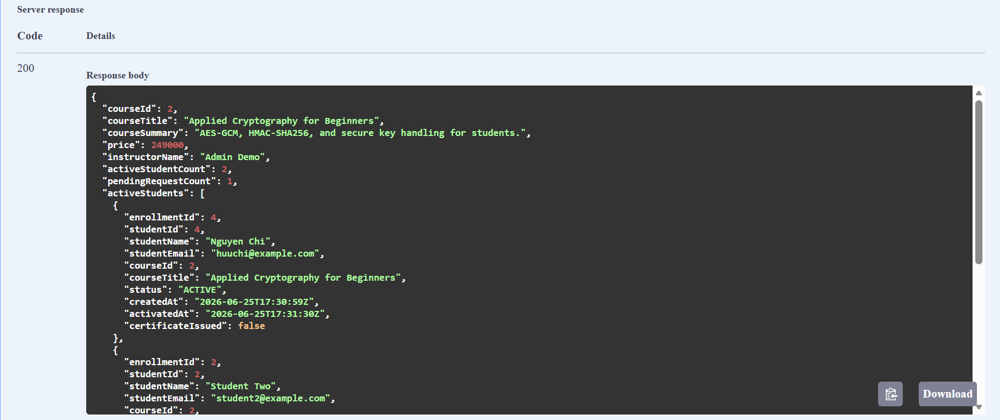 Server response
Code Details
200
Response body
{
  "courseId": 2,
  "courseTitle": "Applied Cryptography for Beginners",
  "courseSummary": "AES-GCM, HMAC-SHA256, and secure key handling for students.",
  "price": 249000,
  "instructorName": "Admin Demo",
  "activeStudentCount": 2,
  "pendingRequestCount": 1,
  "activeStudents": [
    {
      "enrollmentId": 4,
      "studentId": 4,
      "studentName": "Nguyen Chi",
      "studentEmail": "huuchi@example.com",
      "courseId": 2,
      "courseTitle": "Applied Cryptography for Beginners",
      "status": "ACTIVE",
      "createdAt": "2026-06-25T17:30:59Z",
      "activatedAt": "2026-06-25T17:31:30Z",
      "certificateIssued": false
    },
    {
      "enrollmentId": 2,
      "studentId": 2,
      "studentName": "Student Two",
      "studentEmail": "student2@example.com",
      "courseId": 2,
Download